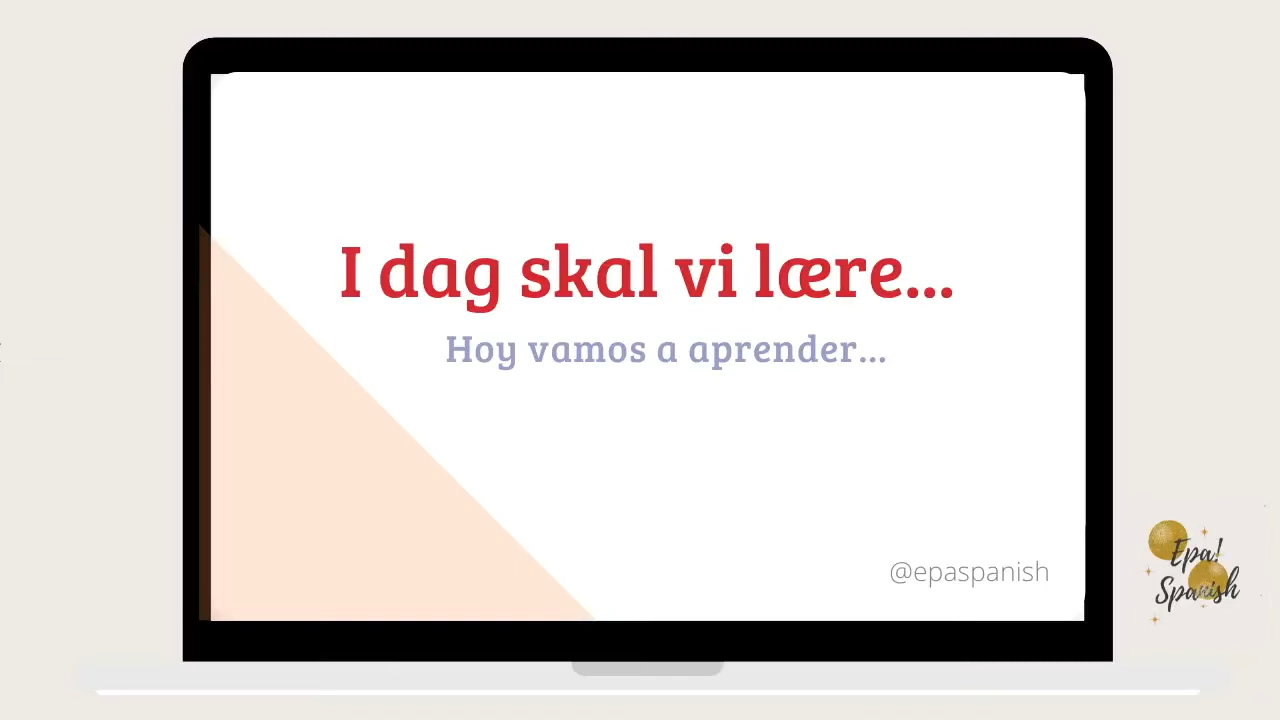 I dag skal vi lære...
Hoy vamos a aprender...
@epaspanish
Epa!
Spanish